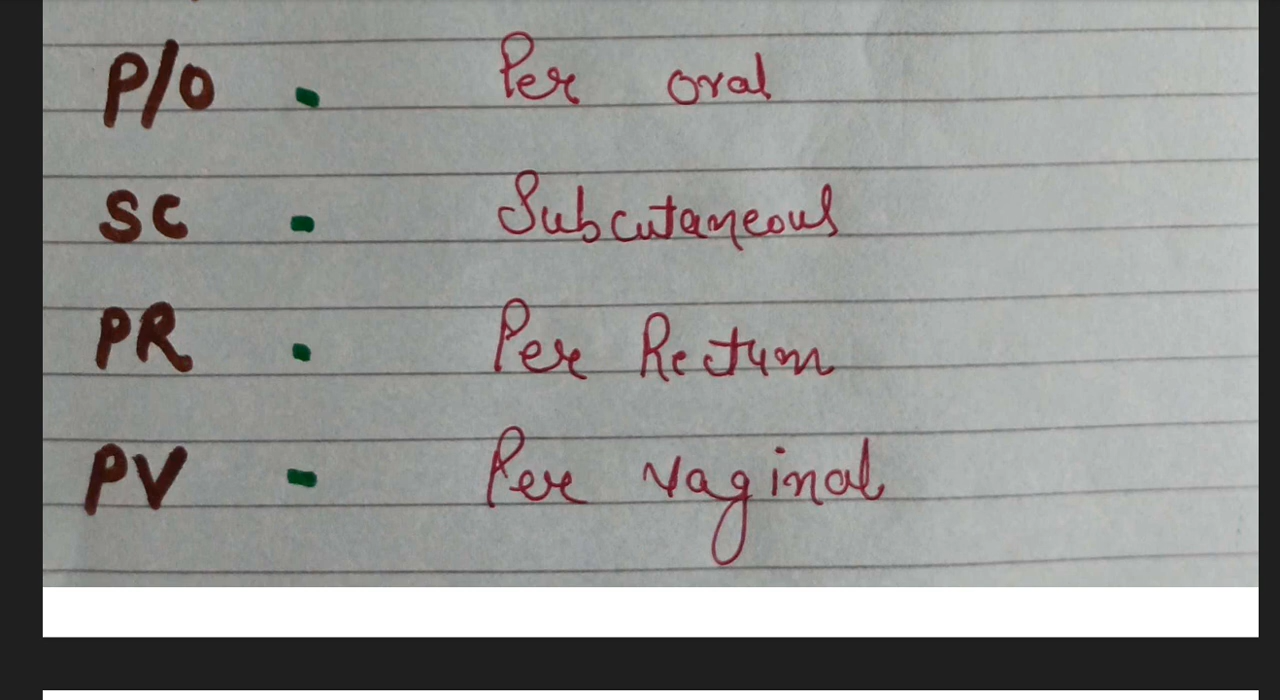 P/O - Per oral
SC - Subcutaneous
PR - Per Rectum
PV - Per vaginal